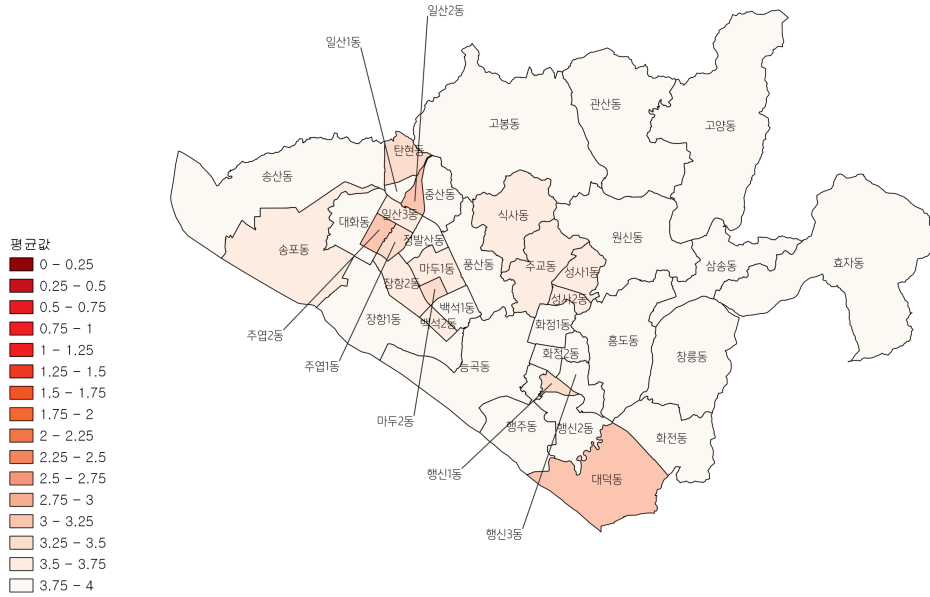 일산2동
일산1동
관산동
고봉동
고양동
탄현동
송산동
중산동
식사동
대화동
일산3동
정발산동
원신동
송포동
풍산동
마두1동
주교동
성사1동
삼송동
효자동
장항2동
성사2동
백석1동
장항1동
백석2동
화정1동
홍도동
주엽2동
화정2동
창릉동
주엽1동
능곡동
마두2동
행주동
행신2동
화전동
행신1동
대덕동
행신3동
평균값
0 - 0.25
0.25 - 0.5
0.5 - 0.75
0.75 - 1
1 - 1.25
1.25 - 1.5
1.5 - 1.75
1.75 - 2
2 - 2.25
2.25 - 2.5
2.5 - 2.75
2.75 - 3
3 - 3.25
3.25 - 3.5
3.5 - 3.75
3.75 - 4